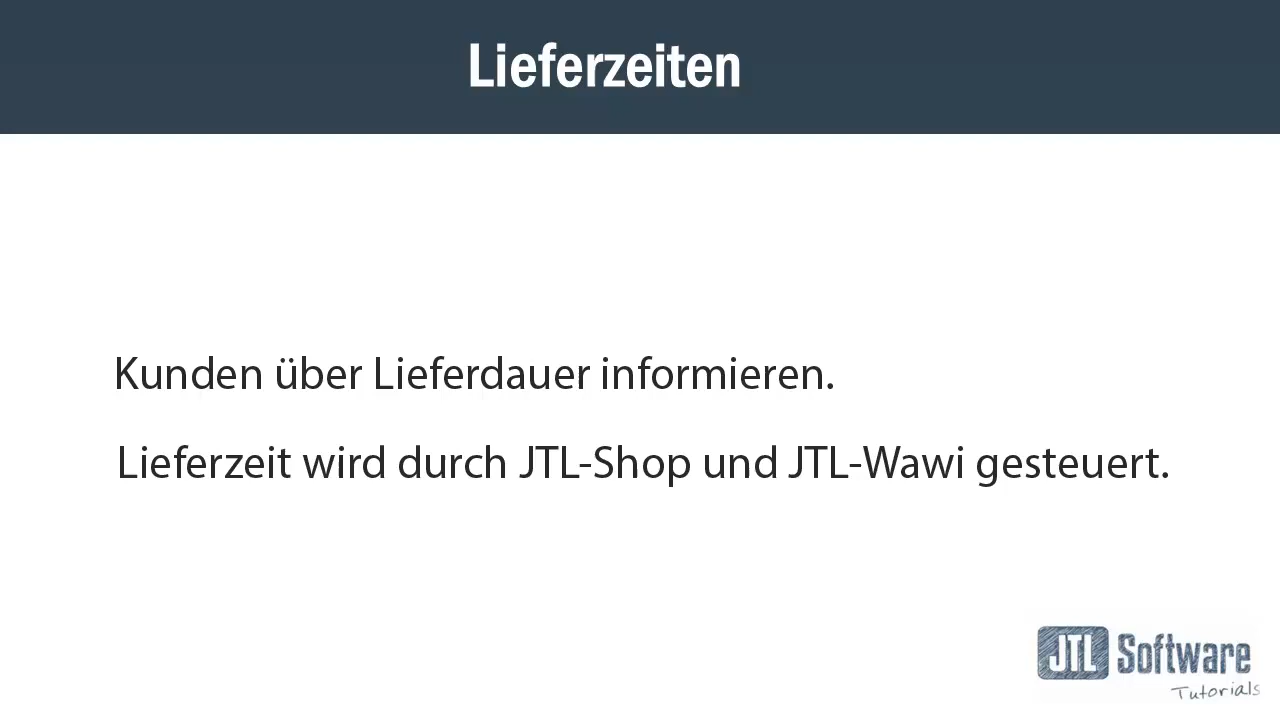 Lieferzeiten
Kunden über Lieferdauer informieren.
Lieferzeit wird durch JTL-Shop und JTL-Wawi gesteuert.
JTL Software
Tutorials